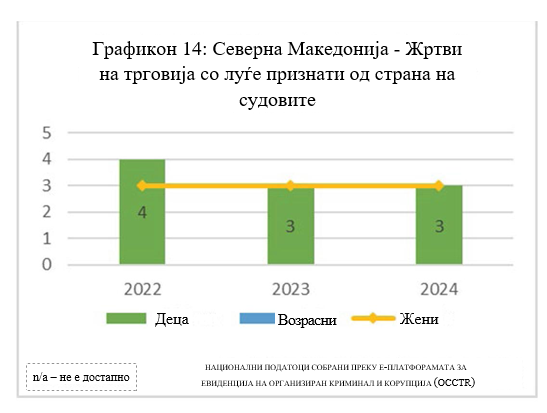 Графикон 14: Северна Македонија - Жртви
на трговија со луѓе признати од страна на
судовите
5
4
3
2
1
0
4
3
3
2022
2023
2024
Деца
Возрасни
Жени
n/a – не е достапно
НАЦИОНАЛНИ ПОДАТОЦИ СОБРАНИ ПРЕКУ Е-ПЛАТФОРАМАТА ЗА
ЕВИДЕНЦИЈА НА ОРГАНИЗИРАН КРИМИНАЛ И КОРУПЦИЈА (OCCTR)